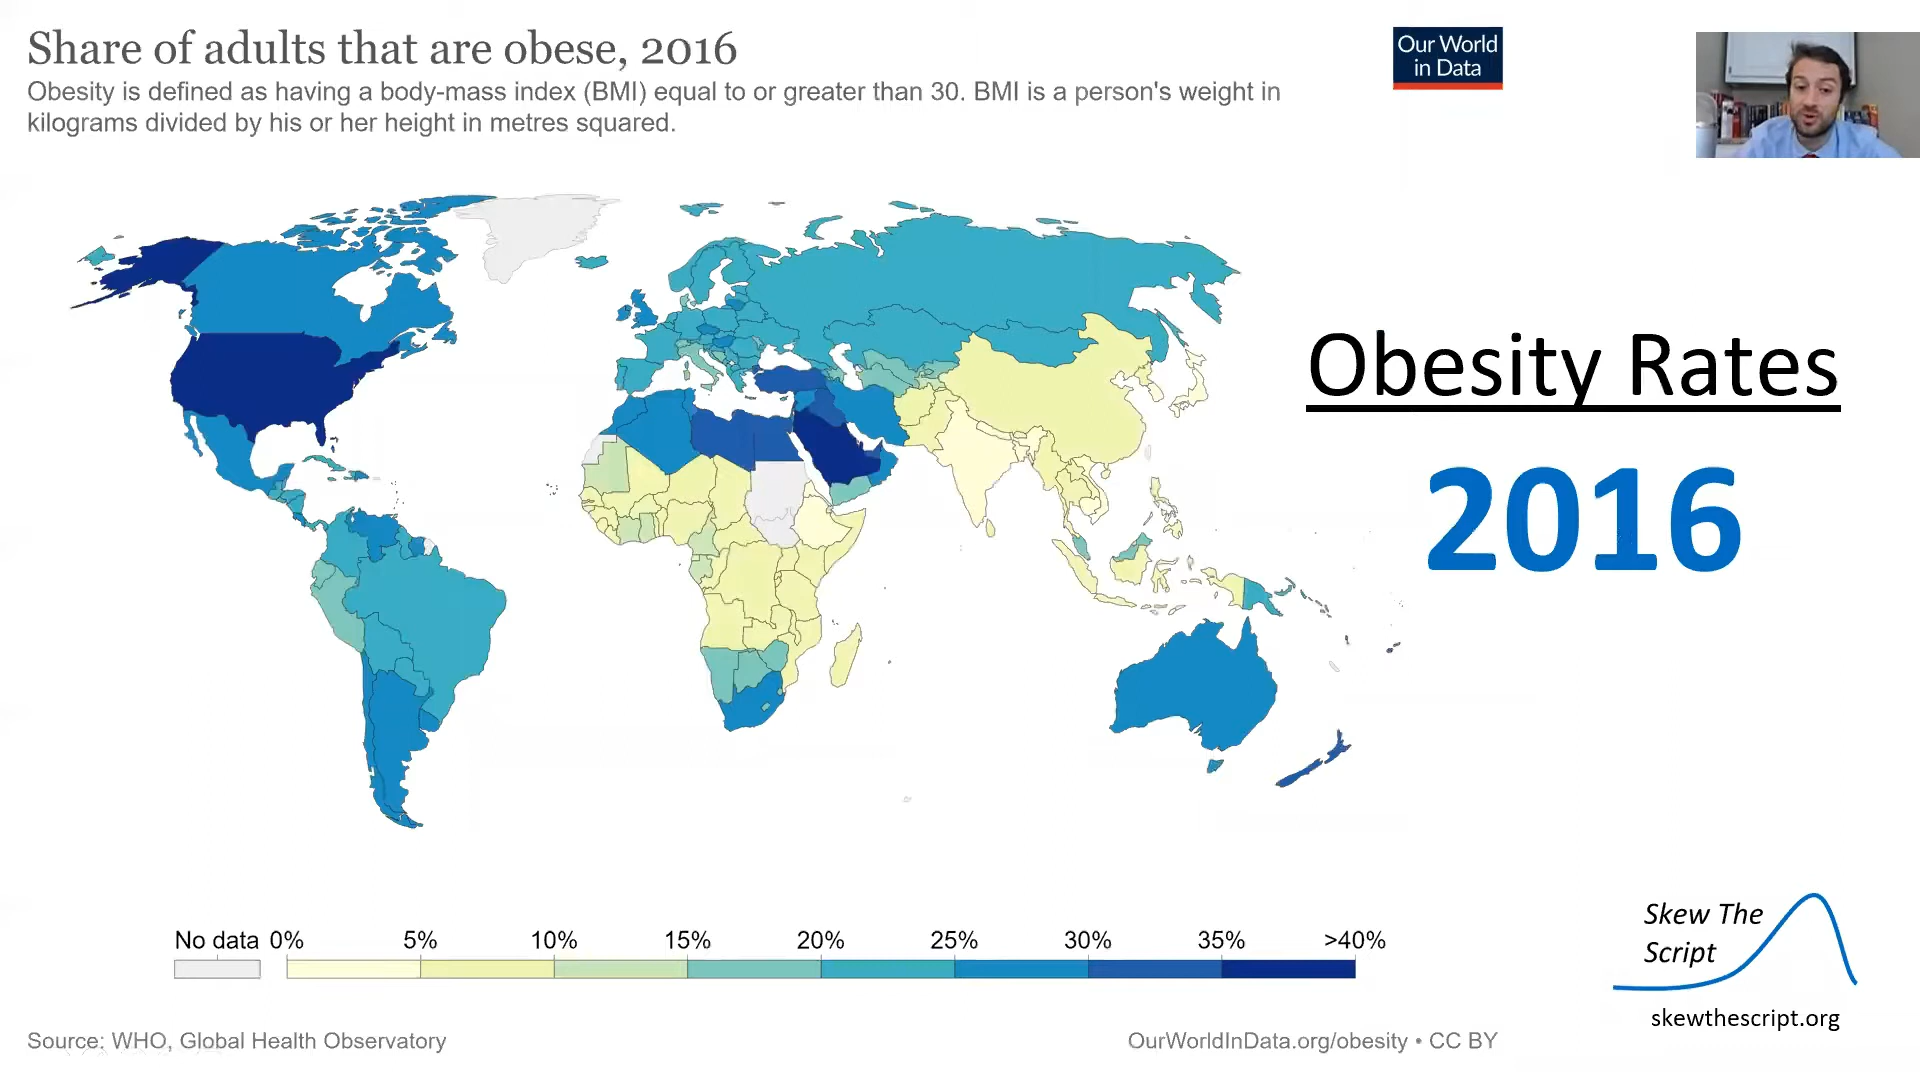 Share of adults that are obese, 2016
Obesity is defined as having a body-mass index (BMI) equal to or greater than 30. BMI is a person's weight in
kilograms divided by his or her height in metres squared.
Our World
in Data
Obesity Rates
2016
No data 0% 5% 10% 15% 20% 25% 30% 35% >40%
Skew The
Script
skewthescript.org
Source: WHO, Global Health Observatory
OurWorldInData.org/obesity • CC BY